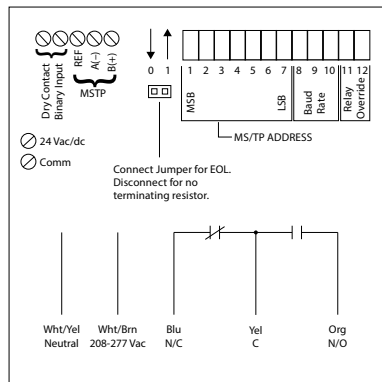 Dry Contact
Binary Input
REF
A(−)
B(+)
MSTP
0 1
1 2 3 4 5 6 7 8 9 10 11 12
MSB
LSB
Baud
Rate
Relay
Override
MS/TP ADDRESS
24 Vac/dc
Comm
Connect Jumper for EOL.
Disconnect for no
terminating resistor.
Wht/Yel
Neutral
Wht/Brn
208-277 Vac
Blu
N/C
Yel
C
Org
N/O